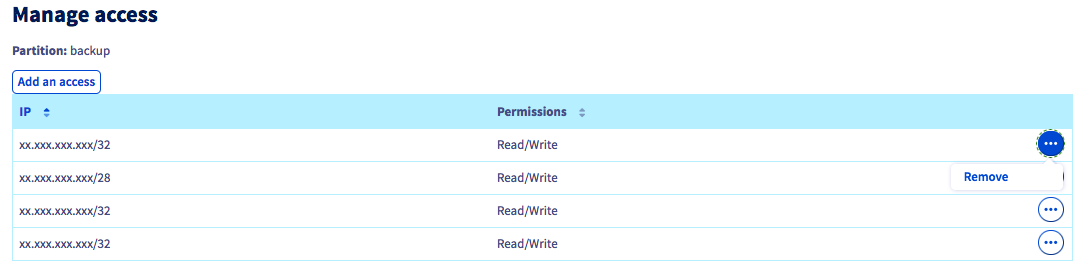 Manage access
Partition: backup
Add an access
IP Permissions
xx.xxx.xxx.xxx/32 Read/Write
xx.xxx.xxx.xxx/28 Read/Write
Remove
xx.xxx.xxx.xxx/32 Read/Write
xx.xxx.xxx.xxx/32 Read/Write